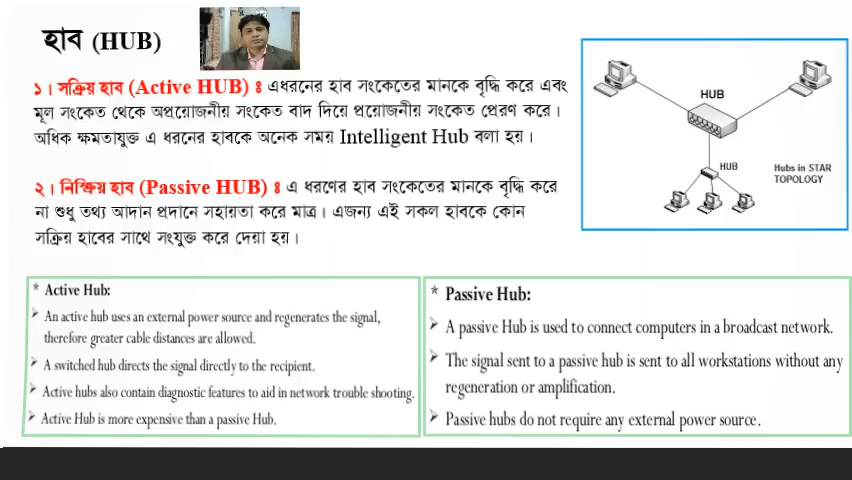 হাব (HUB)
১। সক্রিয় হাব (Active HUB) ঃ এধরনের হাব সংকেতের মানকে বৃদ্ধি করে এবং
মূল সংকেত থেকে অপ্রয়োজনীয় সংকেত বাদ দিয়ে প্রয়োজনীয় সংকেত প্রেরণ করে।
অধিক ক্ষমতাযুক্ত এ ধরনের হাবকে অনেক সময় Intelligent Hub বলা হয়।
২। নিষ্ক্রিয় হাব (Passive HUB) ঃ এ ধরণের হাব সংকেতের মানকে বৃদ্ধি করে
না শুধু তথ্য আদান প্রদানে সহায়তা করে মাত্র। এজন্য এই সকল হাবকে কোন
সক্রিয় হাবের সাথে সংযুক্ত করে দেয়া হয়।
HUB
HUB
Hubs in STAR
TOPOLOGY
* Active Hub:
➢ An active hub uses an external power source and regenerates the signal,
therefore greater cable distances are allowed.
➢ A switched hub directs the signal directly to the recipient.
➢ Active hubs also contain diagnostic features to aid in network trouble shooting.
➢ Active Hub is more expensive than a passive Hub.
* Passive Hub:
➢ A passive Hub is used to connect computers in a broadcast network.
➢ The signal sent to a passive hub is sent to all workstations without any
regeneration or amplification.
➢ Passive hubs do not require any external power source.